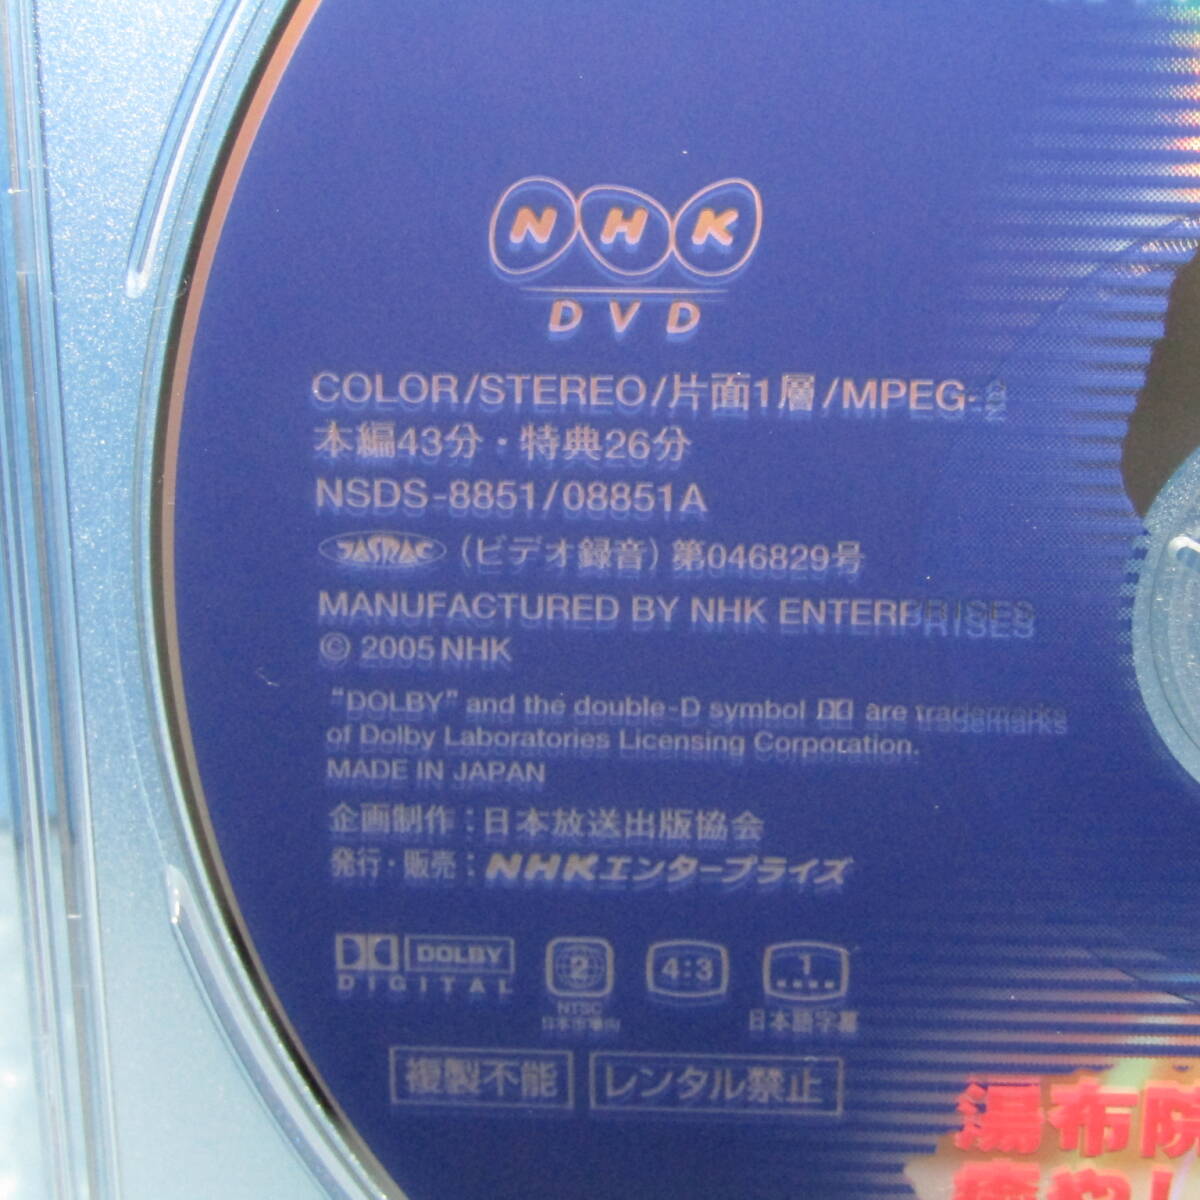 NHK
DVD
COLOR/STEREO/片面1層/MPEG-2
本編43分・特典26分
NSDS-8851/08851A
JASRAC (ビデオ録音) 第046829号
MANUFACTURED BY NHK ENTERPRISES
© 2005 NHK
"DOLBY" and the double-D symbol are trademarks
of Dolby Laboratories Licensing Corporation.
MADE IN JAPAN
企画制作：日本放送出版協会
発行・販売：NHKエンタープライズ
DOLBY 2 4:3 1
DIGITAL NTSC
日本市場向 日本語字幕
複製不能 レンタル禁止
湯布院